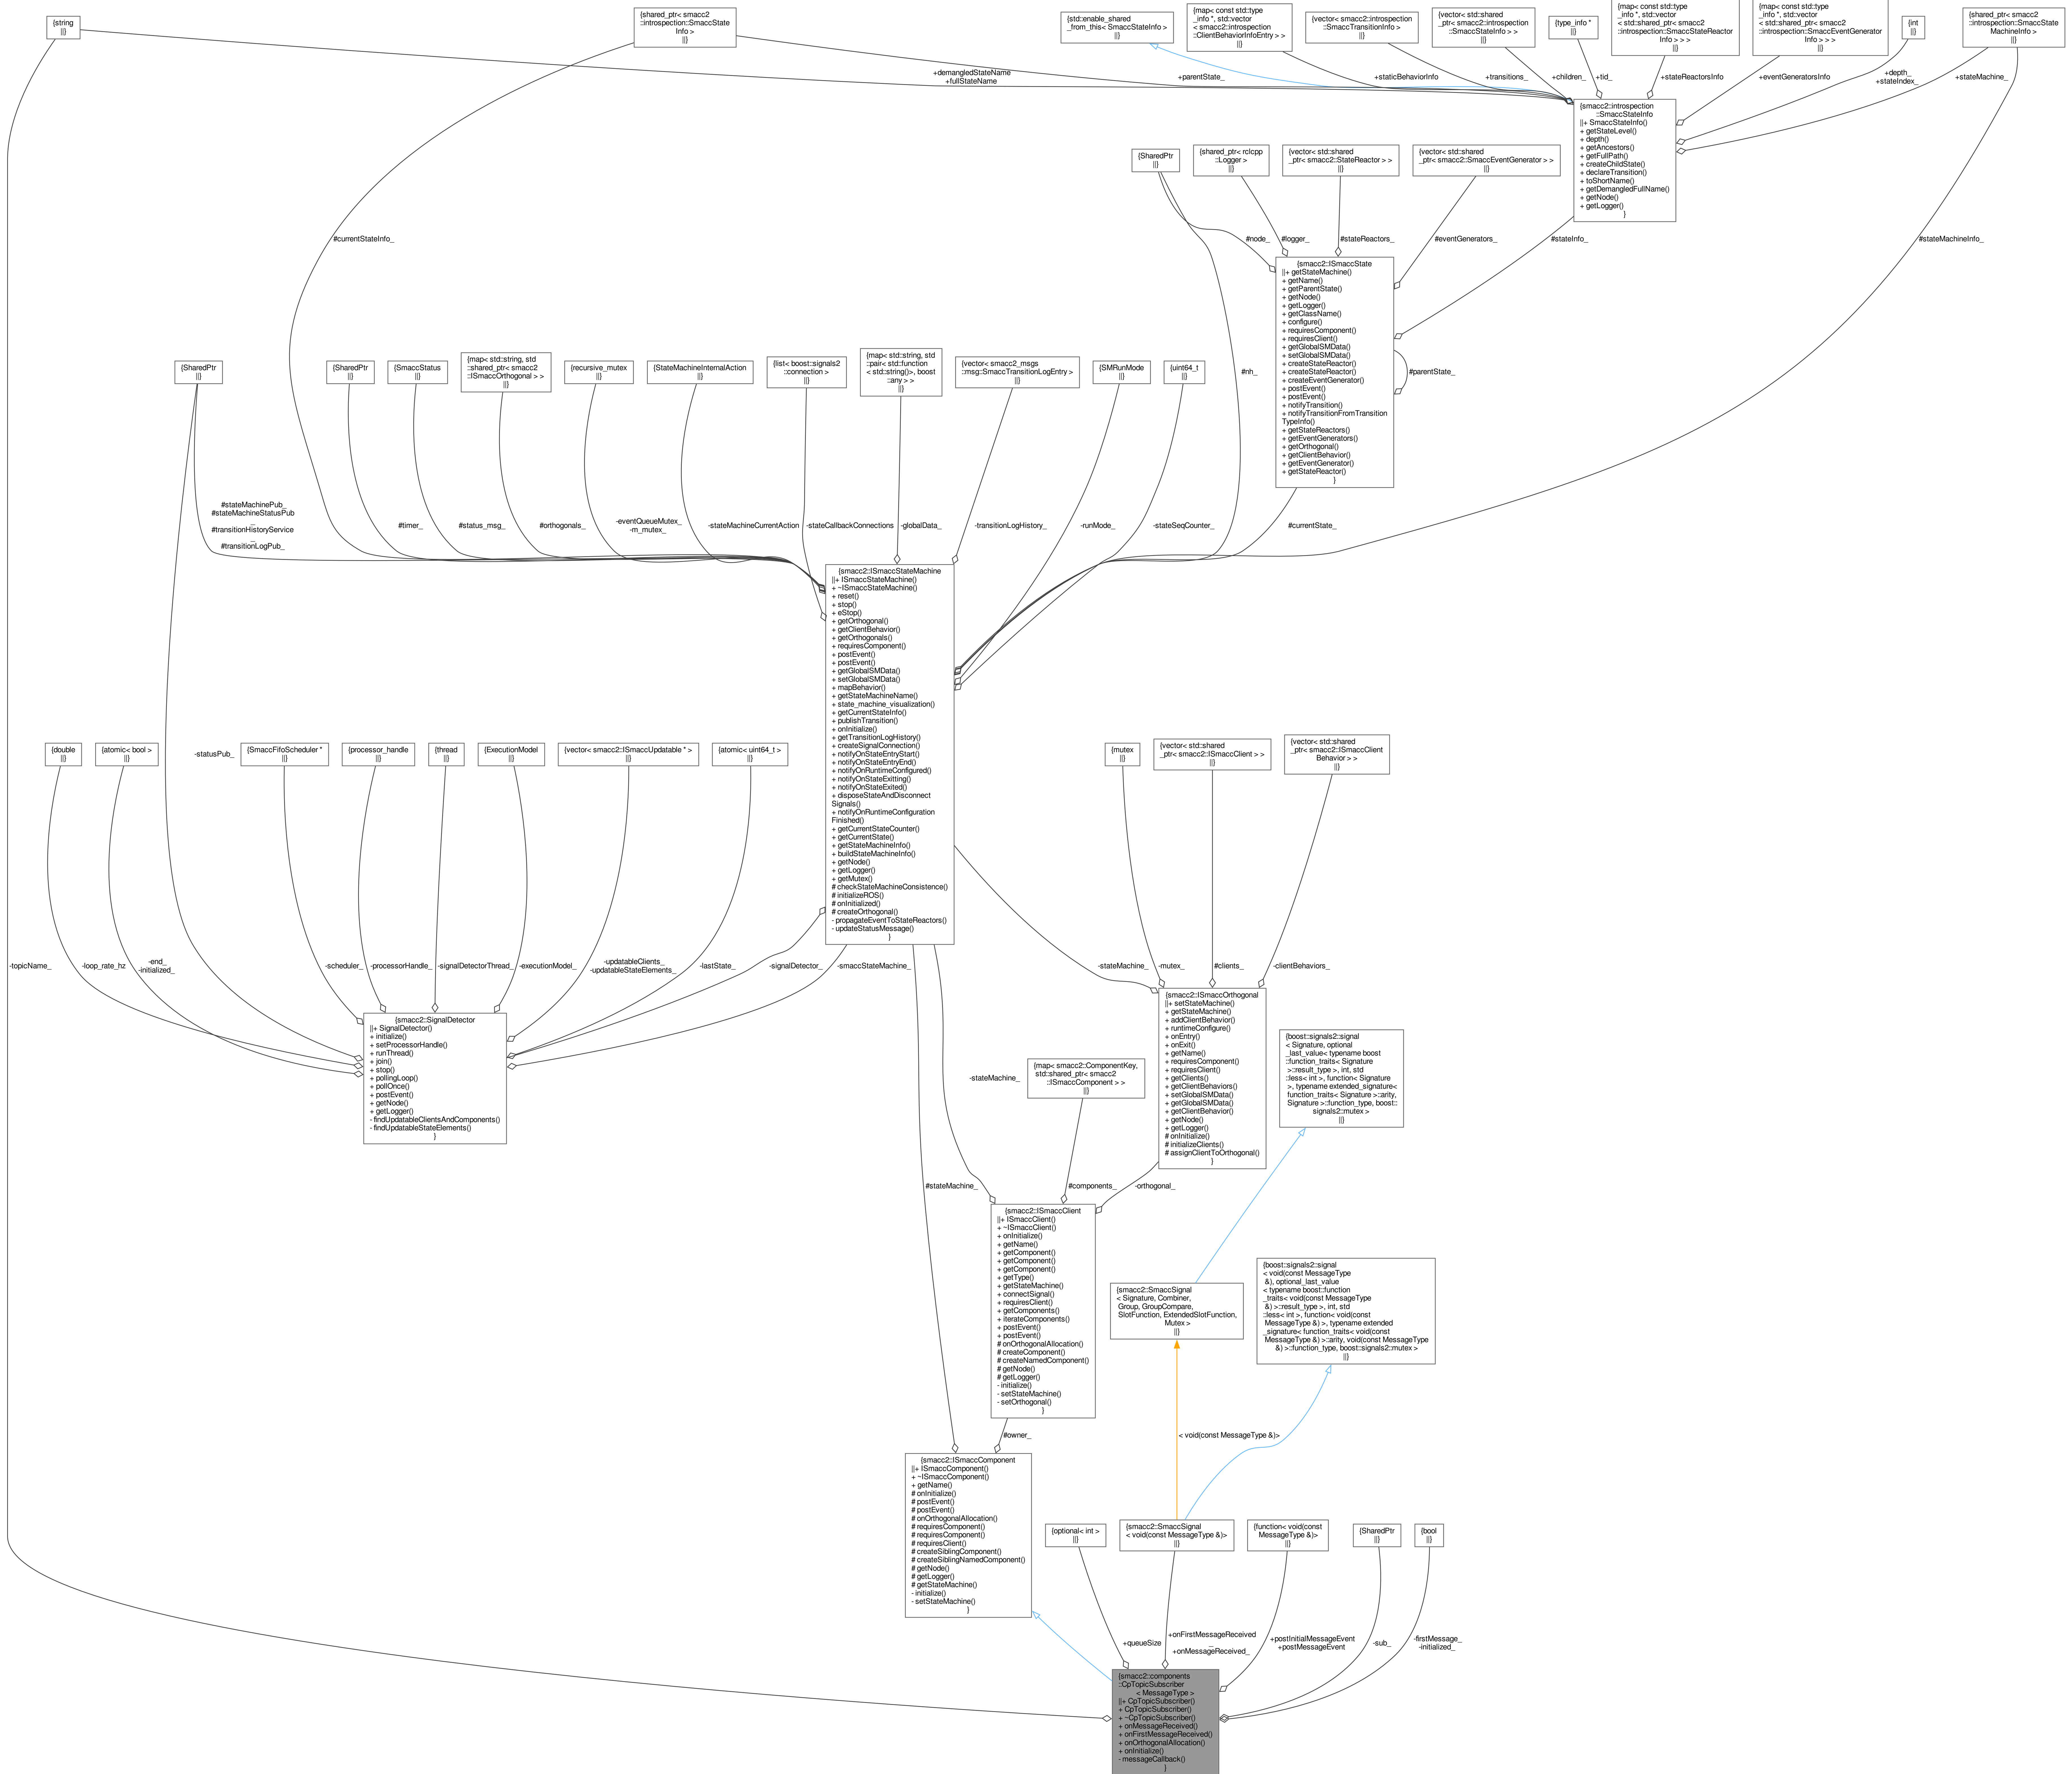 {string
||}
{shared_ptr< smacc2
::introspection::SmaccState
Info >
||}
{std::enable_shared
_from_this< SmaccStateInfo >
||}
{map< const std::type
_info *, std::vector
< smacc2::introspection
::ClientBehaviorInfoEntry > >
||}
{vector< smacc2::introspection
::SmaccTransitionInfo >
||}
{vector< std::shared
_ptr< smacc2::introspection
::SmaccStateInfo > >
||}
{type_info *
||}
{map< const std::type
_info *, std::vector
< std::shared_ptr< smacc2
::introspection::SmaccStateReactor
Info > > >
||}
{map< const std::type
_info *, std::vector
< std::shared_ptr< smacc2
::introspection::SmaccEventGenerator
Info > > >
||}
{int
||}
{shared_ptr< smacc2
::introspection::SmaccState
MachineInfo >
||}
+demangledStateName
+fullStateName
+parentState_
+staticBehaviorInfo
+transitions_
+children_
+tid_
+stateReactorsInfo
+eventGeneratorsInfo
+depth_
+stateIndex_
+stateMachine_
{smacc2::introspection
::SmaccStateInfo
||+ SmaccStateInfo()
+ getStateLevel()
+ depth()
+ getAncestors()
+ getFullPath()
+ createChildState()
+ declareTransition()
+ toShortName()
+ getDemangledFullName()
+ getNode()
+ getLogger()
}
{SharedPtr
||}
{shared_ptr< rclcpp
::Logger >
||}
{vector< std::shared
_ptr< smacc2::StateReactor > >
||}
{vector< std::shared
_ptr< smacc2::SmaccEventGenerator > >
||}
#currentStateInfo_
#node_
#logger_
#stateReactors_
#eventGenerators_
#stateInfo_
#stateMachineInfo_
{smacc2::ISmaccState
||+ getStateMachine()
+ getName()
+ getParentState()
+ getNode()
+ getLogger()
+ getClassName()
+ configure()
+ requiresComponent()
+ requiresClient()
+ getGlobalSMData()
+ setGlobalSMData()
+ createStateReactor()
+ createStateReactor()
+ createEventGenerator()
+ postEvent()
+ postEvent()
+ notifyTransition()
+ notifyTransitionFromTransition
TypeInfo()
+ getStateReactors()
+ getEventGenerators()
+ getOrthogonal()
+ getClientBehavior()
+ getEventGenerator()
+ getStateReactor()
}
#parentState_
#nh_
{SharedPtr
||}
{SharedPtr
||}
{SmaccStatus
||}
{map< std::string, std
::shared_ptr< smacc2
::ISmaccOrthogonal > >
||}
{recursive_mutex
||}
{StateMachineInternalAction
||}
{list< boost::signals2
::connection >
||}
{map< std::string, std
::pair< std::function
< std::string()>, boost
::any > >
||}
{vector< smacc2_msgs
::msg::SmaccTransitionLogEntry >
||}
{SMRunMode
||}
{uint64_t
||}
#stateMachinePub_
#stateMachineStatusPub
_
#transitionHistoryService
_
#transitionLogPub_
#timer_
#status_msg_
#orthogonals_
-eventQueueMutex_
-m_mutex_
-stateMachineCurrentAction
-stateCallbackConnections
-globalData_
-transitionLogHistory_
-runMode_
-stateSeqCounter_
#currentState_
{smacc2::ISmaccStateMachine
||+ ISmaccStateMachine()
+ ~ISmaccStateMachine()
+ reset()
+ stop()
+ eStop()
+ getOrthogonal()
+ getClientBehavior()
+ getOrthogonals()
+ requiresComponent()
+ postEvent()
+ postEvent()
+ getGlobalSMData()
+ setGlobalSMData()
+ mapBehavior()
+ getStateMachineName()
+ state_machine_visualization()
+ getCurrentStateInfo()
+ publishTransition()
+ onInitialize()
+ getTransitionLogHistory()
+ createSignalConnection()
+ notifyOnStateEntryStart()
+ notifyOnStateEntryEnd()
+ notifyOnRuntimeConfigured()
+ notifyOnStateExitting()
+ notifyOnStateExited()
+ disposeStateAndDisconnect
Signals()
+ notifyOnRuntimeConfiguration
Finished()
+ getCurrentStateCounter()
+ getCurrentState()
+ getStateMachineInfo()
+ buildStateMachineInfo()
+ getNode()
+ getLogger()
+ getMutex()
# checkStateMachineConsistence()
# initializeROS()
# onInitialized()
# createOrthogonal()
- propagateEventToStateReactors()
- updateStatusMessage()
}
{double
||}
{atomic< bool >
||}
-statusPub_
{SmaccFifoScheduler *
||}
{processor_handle
||}
{thread
||}
{ExecutionModel
||}
{vector< smacc2::ISmaccUpdatable * >
||}
{atomic< uint64_t >
||}
{mutex
||}
{vector< std::shared
_ptr< smacc2::ISmaccClient > >
||}
{vector< std::shared
_ptr< smacc2::ISmaccClient
Behavior > >
||}
-topicName_
-loop_rate_hz
-end_
-initialized_
-scheduler_
-processorHandle_
-signalDetectorThread_
-executionModel_
-updatableClients_
-updatableStateElements_
-lastState_
-signalDetector_
-smaccStateMachine_
-stateMachine_
-mutex_
#clients_
-clientBehaviors_
{smacc2::SignalDetector
||+ SignalDetector()
+ initialize()
+ setProcessorHandle()
+ runThread()
+ join()
+ stop()
+ pollingLoop()
+ pollOnce()
+ postEvent()
+ getNode()
+ getLogger()
- findUpdatableClientsAndComponents()
- findUpdatableStateElements()
}
{smacc2::ISmaccOrthogonal
||+ setStateMachine()
+ getStateMachine()
+ addClientBehavior()
+ runtimeConfigure()
+ onEntry()
+ onExit()
+ getName()
+ requiresComponent()
+ requiresClient()
+ getClients()
+ getClientBehaviors()
+ setGlobalSMData()
+ getGlobalSMData()
+ getClientBehavior()
+ getNode()
+ getLogger()
# onInitialize()
# initializeClients()
# assignClientToOrthogonal()
}
{boost::signals2::signal
< Signature, optional
_last_value< typename boost
::function_traits< Signature
>::result_type >, int, std
::less< int >, function< Signature
>, typename extended_signature<
function_traits< Signature >::arity,
Signature >::function_type, boost::
signals2::mutex >
||}
-stateMachine_
{map< smacc2::ComponentKey,
std::shared_ptr< smacc2
::ISmaccComponent > >
||}
#stateMachine_
#components_
-orthogonal_
{smacc2::ISmaccClient
||+ ISmaccClient()
+ ~ISmaccClient()
+ onInitialize()
+ getName()
+ getComponent()
+ getComponent()
+ getComponent()
+ getType()
+ getStateMachine()
+ connectSignal()
+ requiresClient()
+ getComponents()
+ iterateComponents()
+ postEvent()
+ postEvent()
# onOrthogonalAllocation()
# createComponent()
# createNamedComponent()
# getNode()
# getLogger()
- initialize()
- setStateMachine()
- setOrthogonal()
}
{smacc2::SmaccSignal
< Signature, Combiner,
Group, GroupCompare,
SlotFunction, ExtendedSlotFunction,
Mutex >
||}
{boost::signals2::signal
< void(const MessageType
&), optional_last_value
< typename boost::function
_traits< void(const MessageType
&) >::result_type >, int, std
::less< int >, function< void(const
MessageType &) >, typename extended
_signature< function_traits< void(const
MessageType &) >::arity, void(const MessageType
&) >::function_type, boost::signals2::mutex >
||}
#owner_
< void(const MessageType &)>
{smacc2::ISmaccComponent
||+ ISmaccComponent()
+ ~ISmaccComponent()
+ getName()
# onInitialize()
# postEvent()
# postEvent()
# onOrthogonalAllocation()
# requiresComponent()
# requiresComponent()
# requiresClient()
# createSiblingComponent()
# createSiblingNamedComponent()
# getNode()
# getLogger()
# getStateMachine()
- initialize()
- setStateMachine()
}
{optional< int >
||}
{smacc2::SmaccSignal
< void(const MessageType &)>
||}
{function< void(const
MessageType &)>
||}
{SharedPtr
||}
{bool
||}
+queueSize
+onFirstMessageReceived
_
+onMessageReceived_
+postInitialMessageEvent
+postMessageEvent
-sub_
-firstMessage_
-initialized_
{smacc2::components
::CpTopicSubscriber
< MessageType >
||+ CpTopicSubscriber()
+ CpTopicSubscriber()
+ ~CpTopicSubscriber()
+ onMessageReceived()
+ onFirstMessageReceived()
+ onOrthogonalAllocation()
+ onInitialize()
- messageCallback()
}